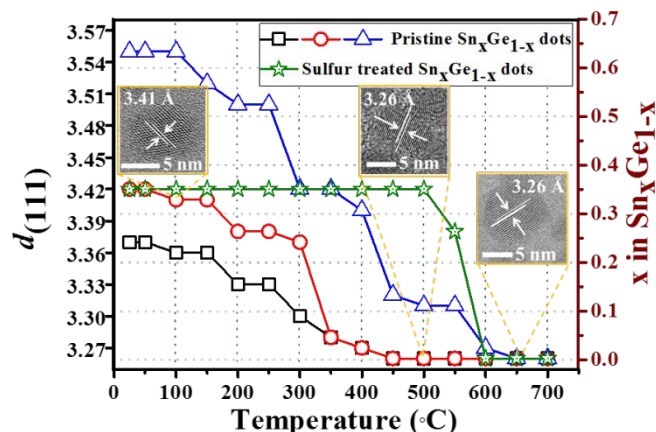 Pristine SnxGe1-x dots
Sulfur treated SnxGe1-x dots
3.57
3.54
3.51
3.48
3.45
3.42
3.39
3.36
3.33
3.30
3.27
d(111)
0.7
0.6
0.5
0.4
0.3
0.2
0.1
0.0
x in SnxGe1-x
3.41 Å
5 nm
3.26 Å
5 nm
3.26 Å
5 nm
0 100 200 300 400 500 600 700
Temperature (◦C)